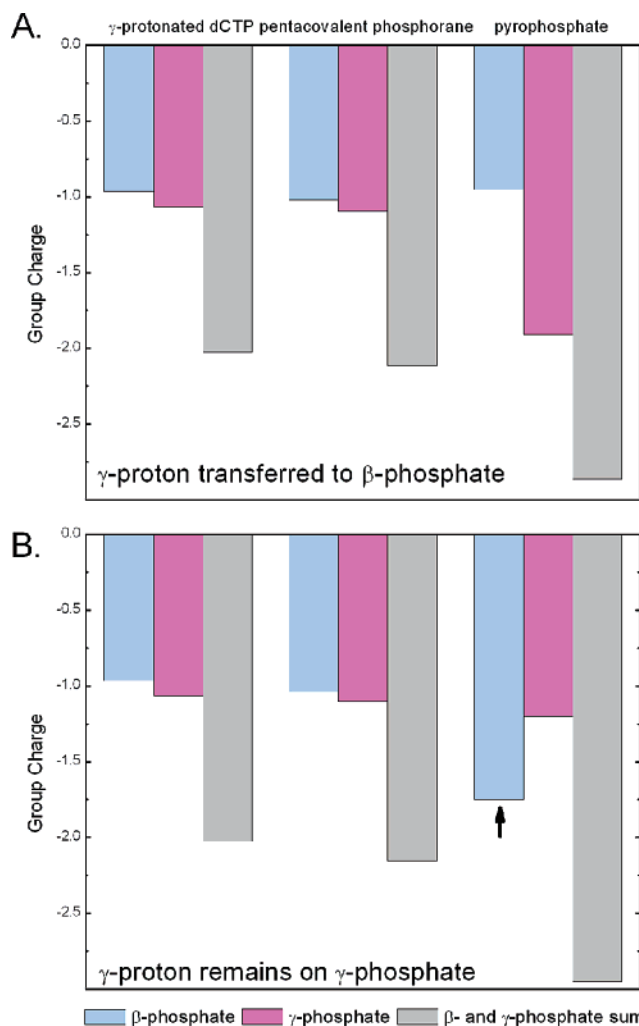 A.
γ-protonated dCTP pentacovalent phosphorane pyrophosphate
0.0
-0.5
-1.0
-1.5
-2.0
-2.5
Group Charge
γ-proton transferred to β-phosphate
B.
0.0
-0.5
-1.0
-1.5
-2.0
-2.5
Group Charge
γ-proton remains on γ-phosphate
β-phosphate γ-phosphate β- and γ-phosphate sum